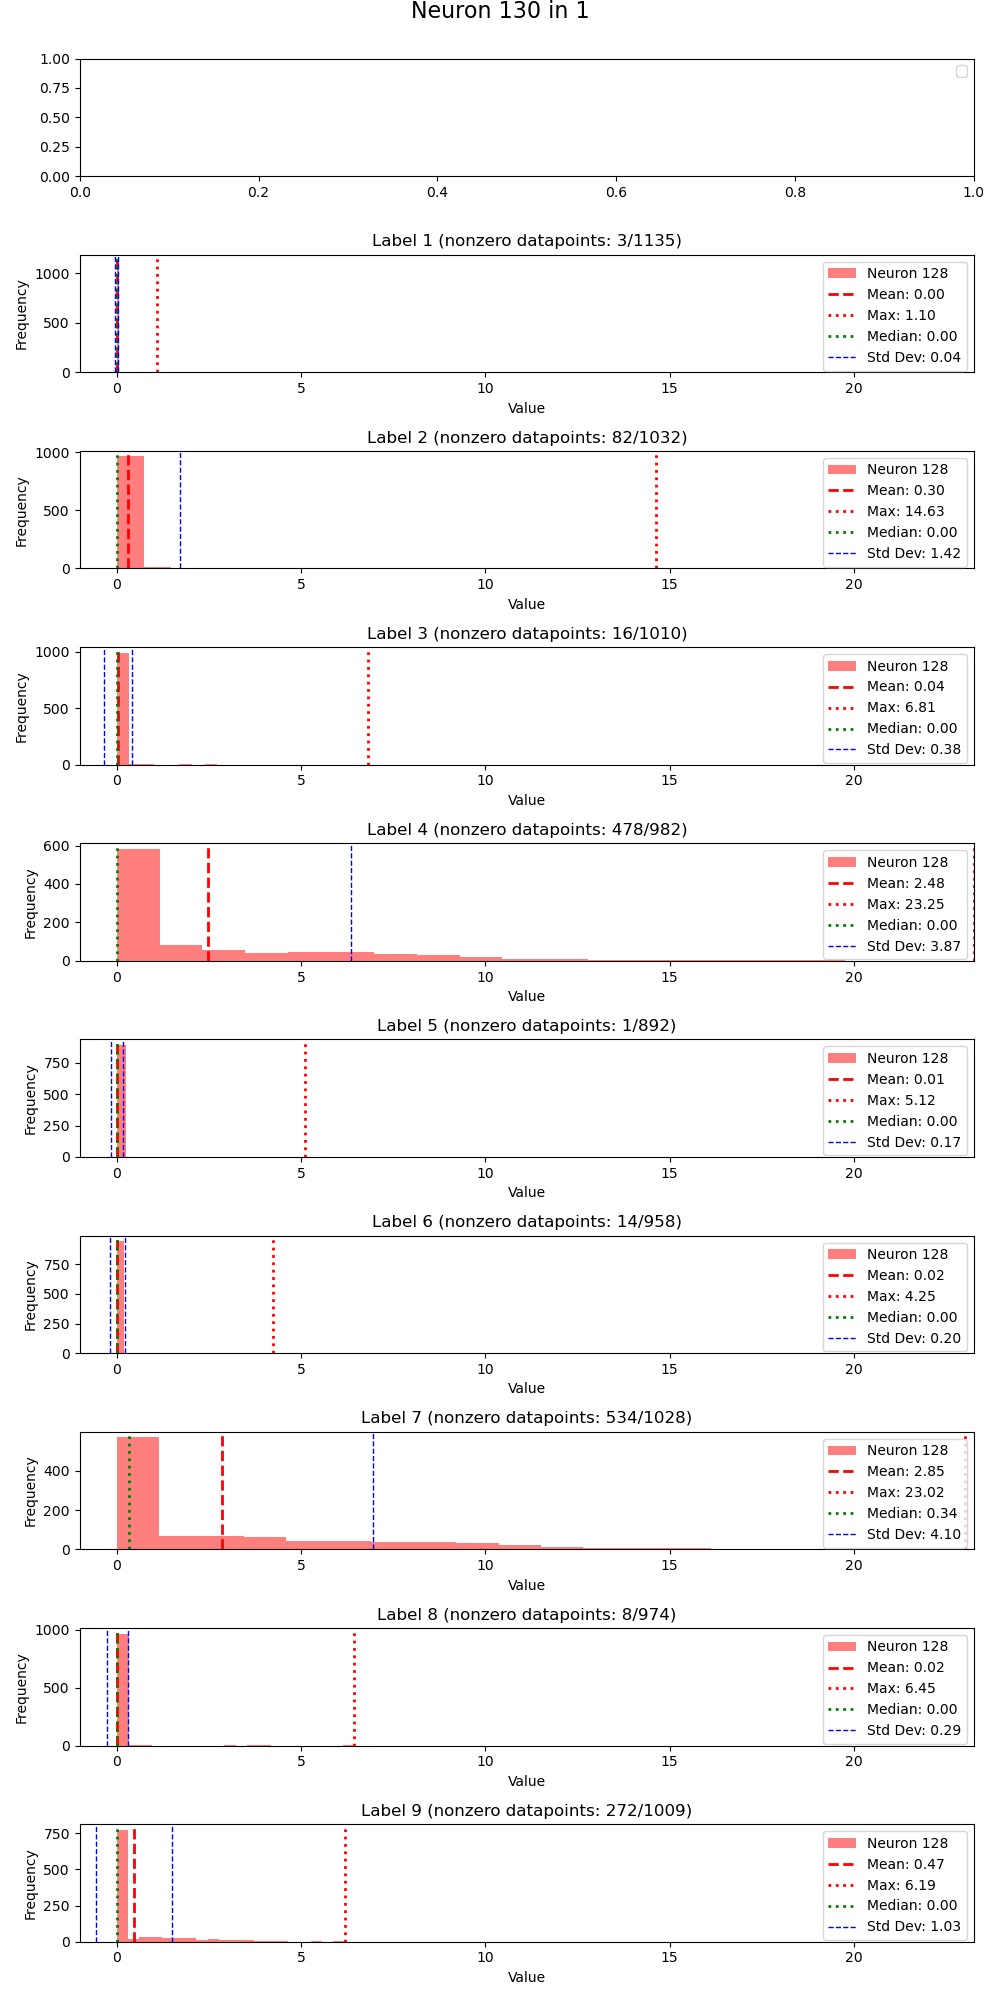 Neuron 130 in 1
1.00
0.75
0.50
0.25
0.00
0.0 0.2 0.4 0.6 0.8 1.0
Label 1 (nonzero datapoints: 3/1135)
Frequency
1000
500
0
Neuron 128
Mean: 0.00
Max: 1.10
Median: 0.00
Std Dev: 0.04
0 5 10 15 20
Value
Label 2 (nonzero datapoints: 82/1032)
Frequency
1000
500
0
Neuron 128
Mean: 0.30
Max: 14.63
Median: 0.00
Std Dev: 1.42
0 5 10 15 20
Value
Label 3 (nonzero datapoints: 16/1010)
Frequency
1000
500
0
Neuron 128
Mean: 0.04
Max: 6.81
Median: 0.00
Std Dev: 0.38
0 5 10 15 20
Value
Label 4 (nonzero datapoints: 478/982)
Frequency
600
400
200
0
Neuron 128
Mean: 2.48
Max: 23.25
Median: 0.00
Std Dev: 3.87
0 5 10 15 20
Value
Label 5 (nonzero datapoints: 1/892)
Frequency
750
500
250
0
Neuron 128
Mean: 0.01
Max: 5.12
Median: 0.00
Std Dev: 0.17
0 5 10 15 20
Value
Label 6 (nonzero datapoints: 14/958)
Frequency
750
500
250
0
Neuron 128
Mean: 0.02
Max: 4.25
Median: 0.00
Std Dev: 0.20
0 5 10 15 20
Value
Label 7 (nonzero datapoints: 534/1028)
Frequency
400
200
0
Neuron 128
Mean: 2.85
Max: 23.02
Median: 0.34
Std Dev: 4.10
0 5 10 15 20
Value
Label 8 (nonzero datapoints: 8/974)
Frequency
1000
500
0
Neuron 128
Mean: 0.02
Max: 6.45
Median: 0.00
Std Dev: 0.29
0 5 10 15 20
Value
Label 9 (nonzero datapoints: 272/1009)
Frequency
750
500
250
0
Neuron 128
Mean: 0.47
Max: 6.19
Median: 0.00
Std Dev: 1.03
0 5 10 15 20
Value